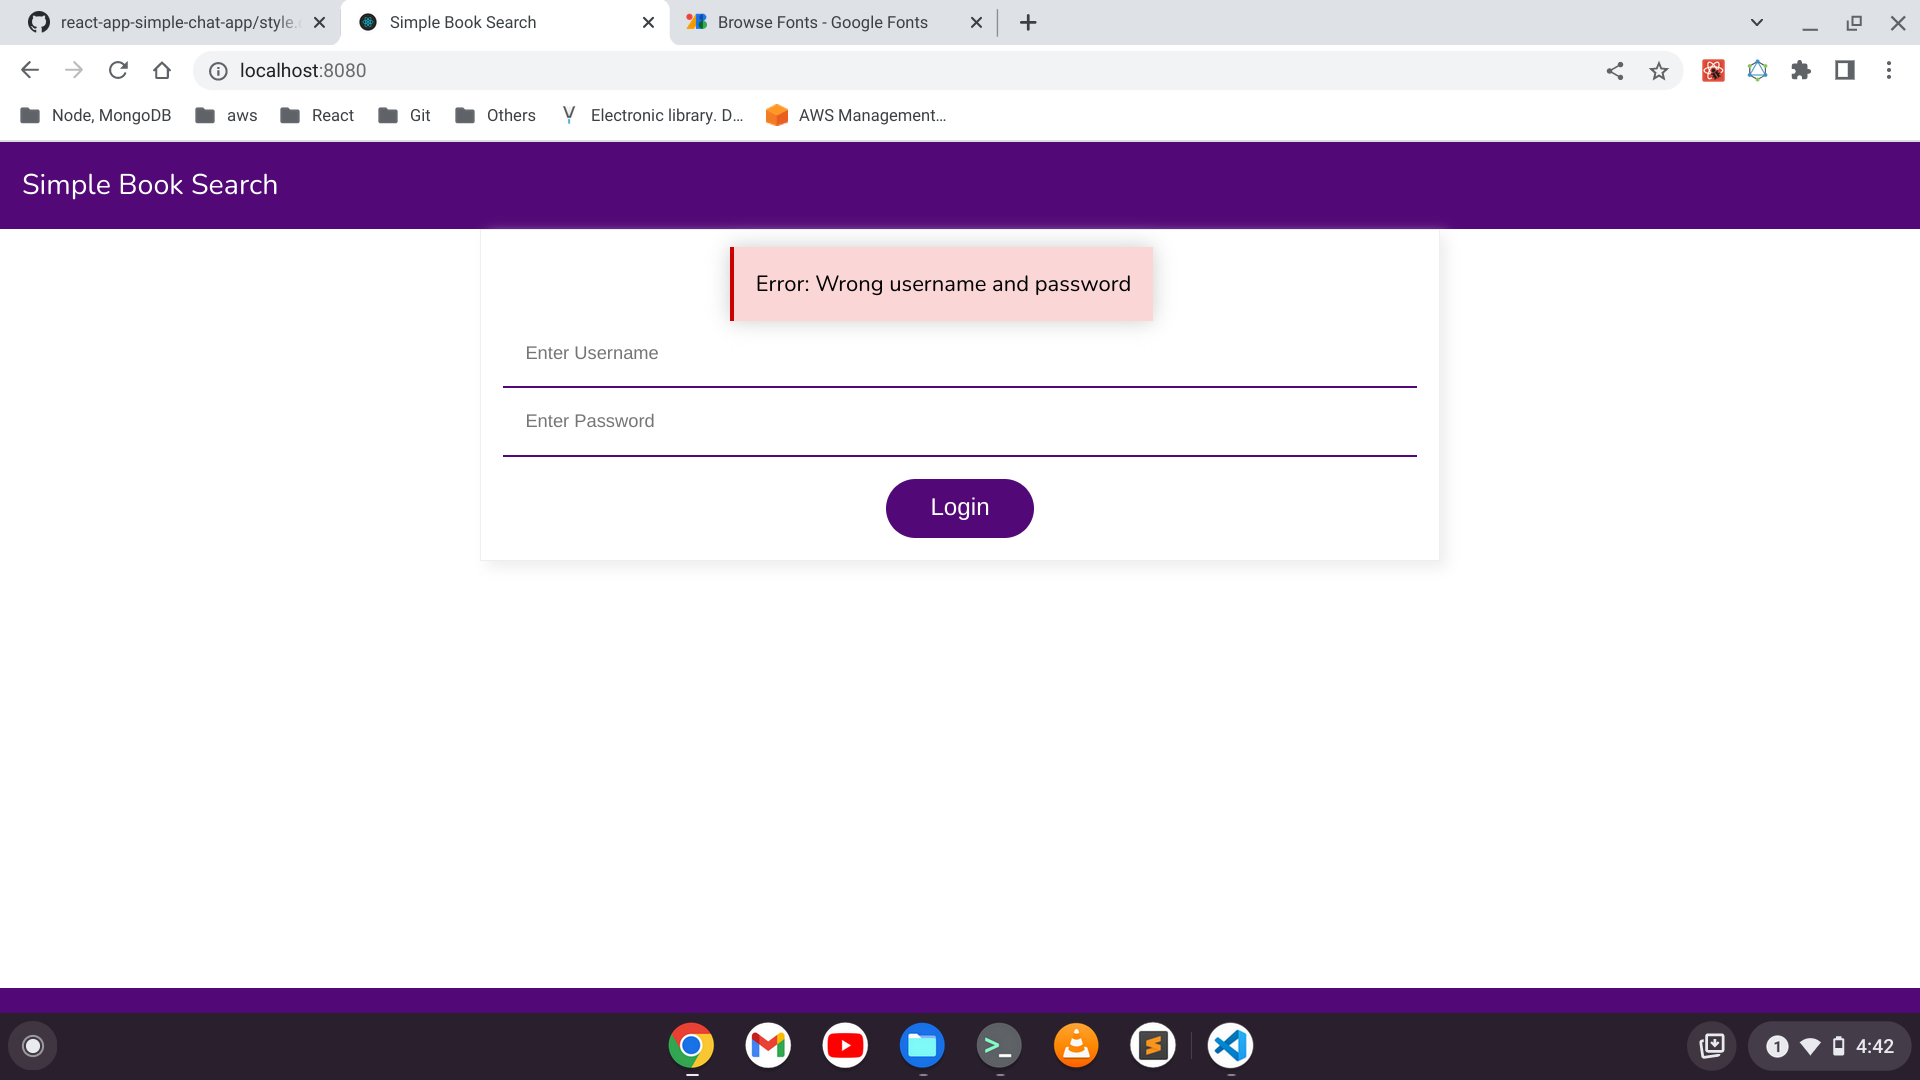 react-app-simple-chat-app/style.
Simple Book Search
Browse Fonts - Google Fonts
localhost:8080
Node, MongoDB
aws
React
Git
Others
Electronic library. D...
AWS Management...
Simple Book Search
Error: Wrong username and password
Enter Username
Enter Password
Login
1
4:42